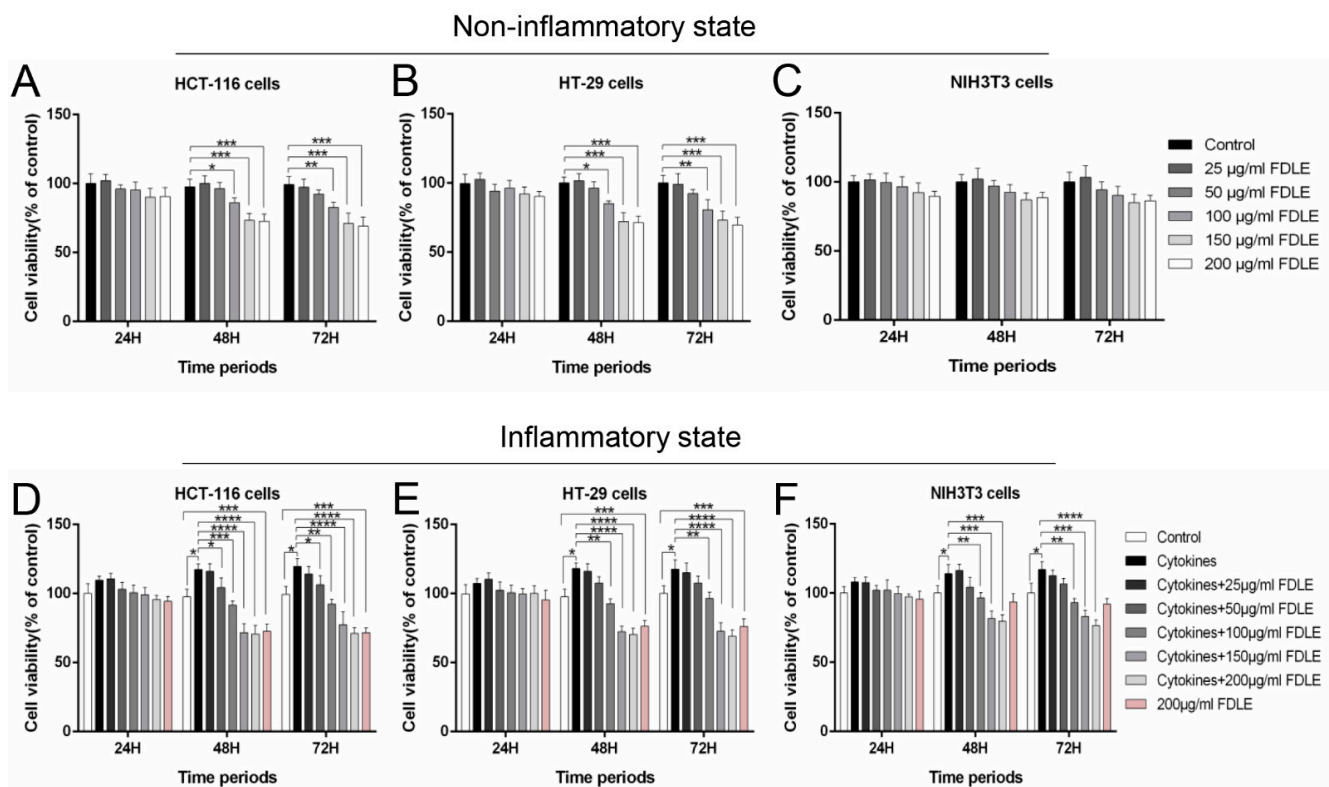 Non-inflammatory state
A
HCT-116 cells
Cell viability(% of control)
150
100
50
0
***
***
*
***
***
**
24H
48H
72H
Time periods
B
HT-29 cells
Cell viability(% of control)
150
100
50
0
***
***
*
***
***
**
24H
48H
72H
Time periods
C
NIH3T3 cells
Cell viability(% of control)
150
100
50
0
24H
48H
72H
Time periods
Control
25 µg/ml FDLE
50 µg/ml FDLE
100 µg/ml FDLE
150 µg/ml FDLE
200 µg/ml FDLE
Inflammatory state
D
HCT-116 cells
Cell viability(% of control)
150
100
50
0
***
****
****
***
*
*
***
****
****
**
*
*
24H
48H
72H
Time periods
E
HT-29 cells
Cell viability(% of control)
150
100
50
0
***
****
****
**
*
***
****
****
**
*
24H
48H
72H
Time periods
F
NIH3T3 cells
Cell viability(% of control)
150
100
50
0
***
***
**
*
****
***
**
*
24H
48H
72H
Time periods
Control
Cytokines
Cytokines+25µg/ml FDLE
Cytokines+50µg/ml FDLE
Cytokines+100µg/ml FDLE
Cytokines+150µg/ml FDLE
Cytokines+200µg/ml FDLE
200µg/ml FDLE